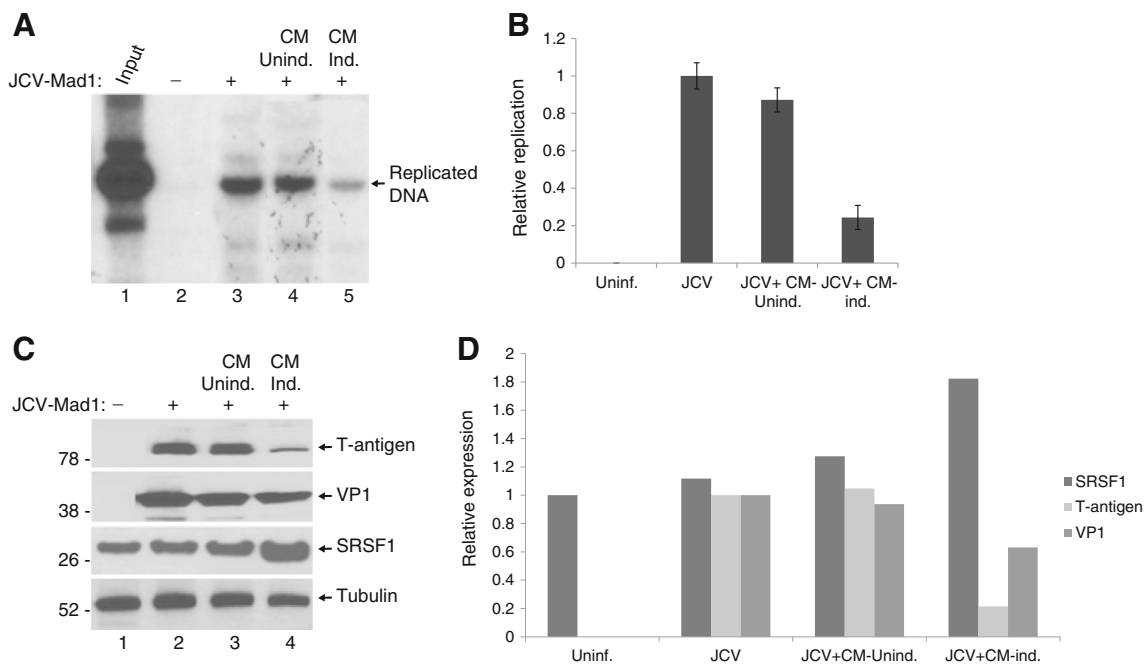 A
CM CM
Input Unind. Ind.
JCV-Mad1: – + + +
Replicated
DNA
1 2 3 4 5
B
Relative replication
1.2
1
0.8
0.6
0.4
0.2
0
Uninf. JCV JCV+ CM- JCV+ CM-
Unind. ind.
C
CM CM
Unind. Ind.
JCV-Mad1: – + + +
78 - T-antigen
38 - VP1
26 - SRSF1
52 - Tubulin
1 2 3 4
D
Relative expression
2
1.8
1.6
1.4
1.2
1
0.8
0.6
0.4
0.2
0
Uninf. JCV JCV+CM-Unind. JCV+CM-ind.
SRSF1
T-antigen
VP1